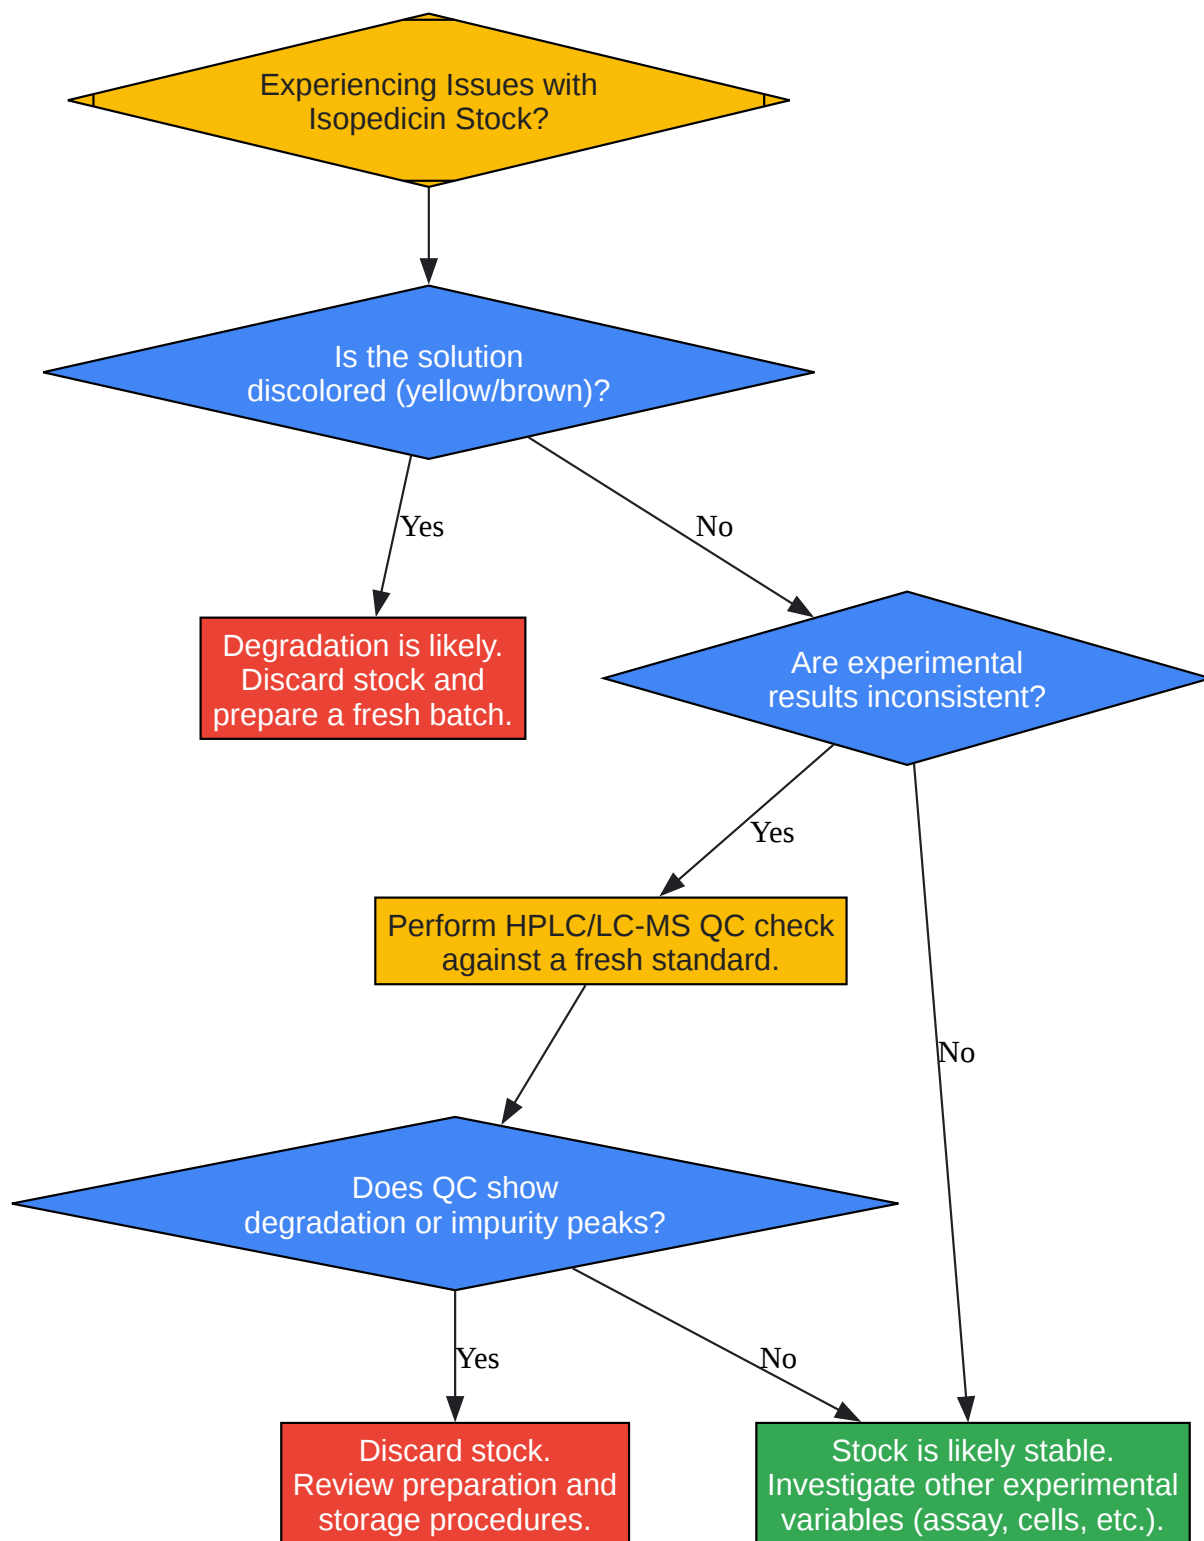 Experiencing Issues with
Isopedicin Stock?
Is the solution
discolored (yellow/brown)?
Yes
No
Degradation is likely.
Discard stock and
prepare a fresh batch.
Are experimental
results inconsistent?
Yes
Perform HPLC/LC-MS QC check
against a fresh standard.
No
Does QC show
degradation or impurity peaks?
Yes
No
Discard stock.
Review preparation and
storage procedures.
Stock is likely stable.
Investigate other experimental
variables (assay, cells, etc.).